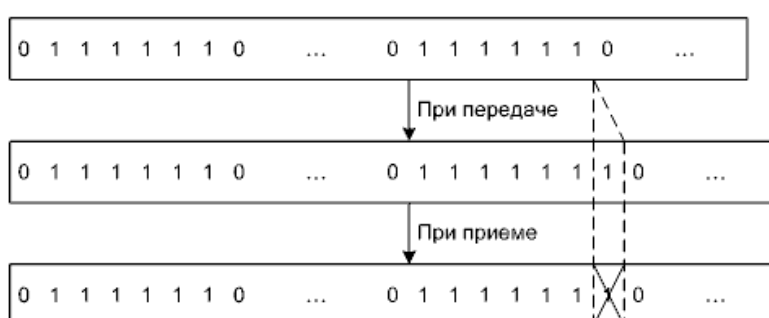 0 1 1 1 1 1 1 0 ... 0 1 1 1 1 1 1 0 ...
При передаче
0 1 1 1 1 1 1 0 ... 0 1 1 1 1 1 1 1 0 ...
При приеме
0 1 1 1 1 1 1 0 ... 0 1 1 1 1 1 1 1 0 ...